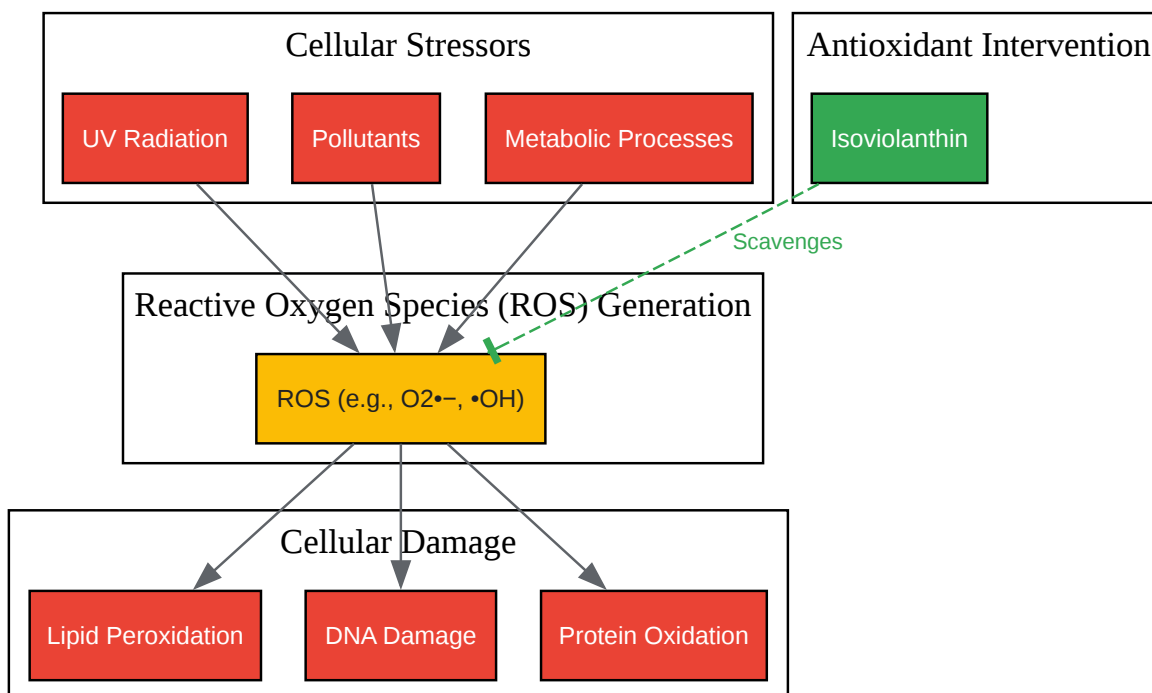 Cellular Stressors
Antioxidant Intervention
UV Radiation
Pollutants
Metabolic Processes
Isoviolanthin
Scavenges
Reactive Oxygen Species (ROS) Generation
ROS (e.g., O2•−, •OH)
Cellular Damage
Lipid Peroxidation
DNA Damage
Protein Oxidation